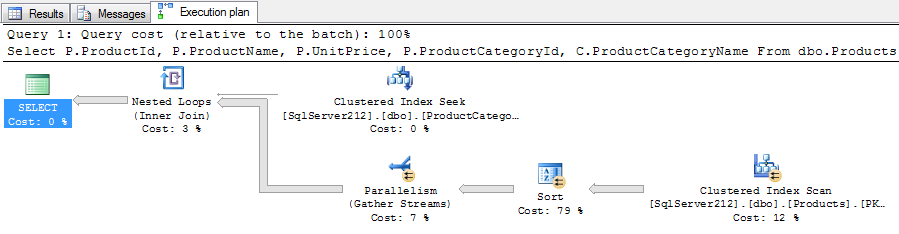 Results Messages Execution plan
Query 1: Query cost (relative to the batch): 100%
Select P.ProductId, P.ProductName, P.UnitPrice, P.ProductCategoryId, C.ProductCategoryName From dbo.Products
SELECT
Cost: 0 %
Nested Loops
(Inner Join)
Cost: 3 %
Clustered Index Seek
[SqlServer212].[dbo].[ProductCatego…
Cost: 0 %
Parallelism
(Gather Streams)
Cost: 7 %
Sort
Cost: 79 %
Clustered Index Scan
[SqlServer212].[dbo].[Products].[PK…
Cost: 12 %